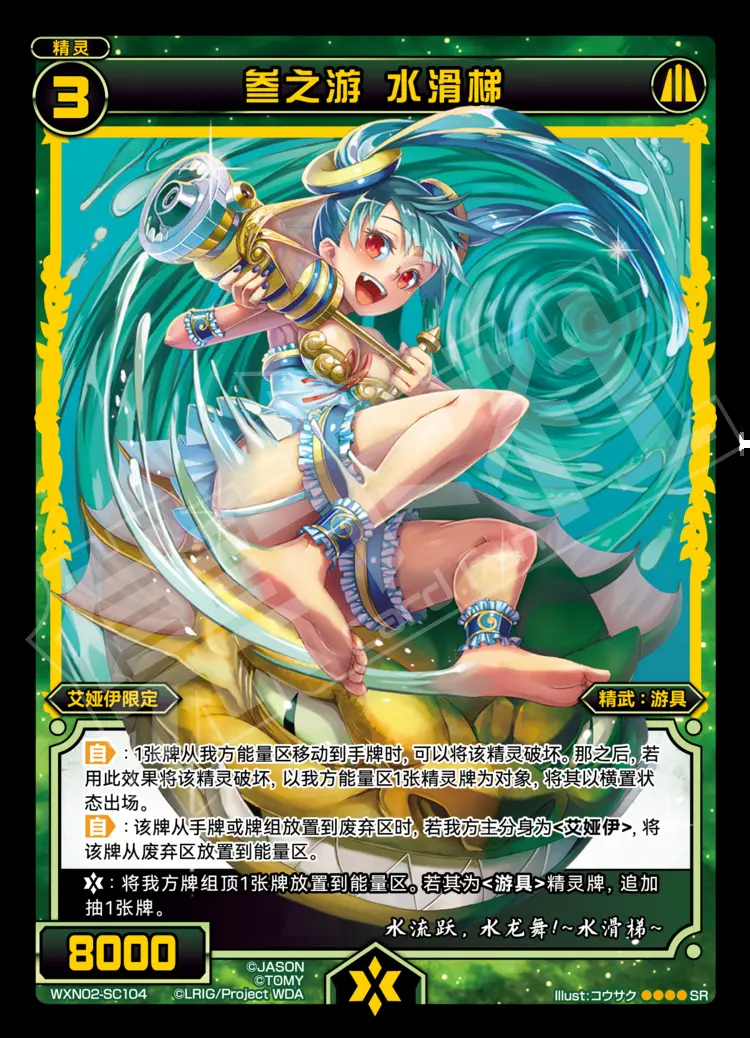 精灵
3
参之游 水滑梯
艾娅伊限定
精武：游具
自：1张牌从我方能量区移动到手牌时，可以将该精灵破坏。那之后，若
用此效果将该精灵破坏，以我方能量区1张精灵牌为对象，将其以横置状
态出场。
自：该牌从手牌或牌组放置到废弃区时，若我方主分身为<艾娅伊>，将
该牌从废弃区放置到能量区。
：将我方牌组顶1张牌放置到能量区。若其为<游具>精灵牌，追加
抽1张牌。
水流跃，水龙舞！~水滑梯~
8000
©JASON
©TOMY
WXN02-SC104 ©LRIG/Project WDA
Illust:コウサク SR